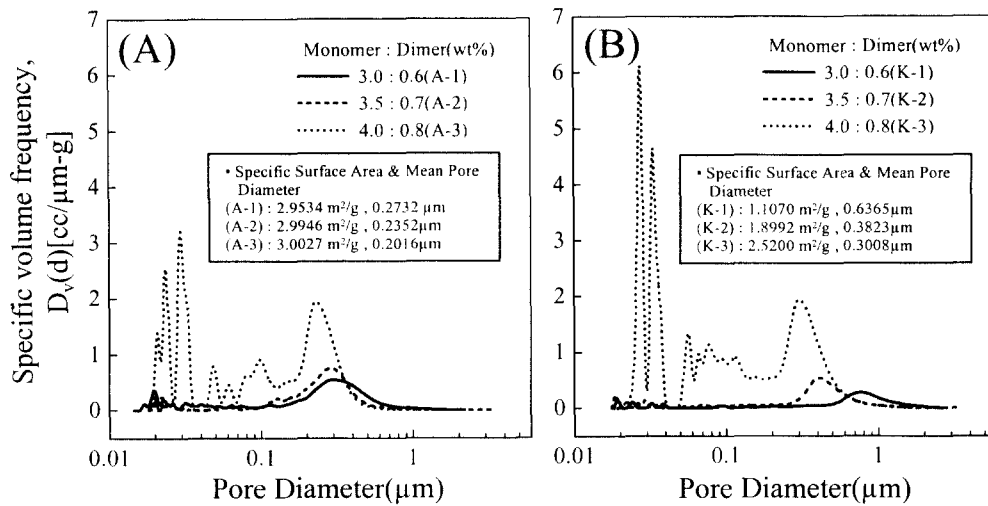 Specific volume frequency,
Dv(d)[cc/μm-g]
7
6
5
4
3
2
1
0
(A)
Monomer : Dimer(wt%)
3.0 : 0.6(A-1)
3.5 : 0.7(A-2)
4.0 : 0.8(A-3)
• Specific Surface Area & Mean Pore
Diameter
(A-1) : 2.9534 m²/g , 0.2732 μm
(A-2) : 2.9946 m²/g , 0.2352μm
(A-3) : 3.0027 m²/g , 0.2016μm
0.01 0.1 1
Pore Diameter(μm)
7
6
5
4
3
2
1
0
(B)
Monomer : Dimer(wt%)
3.0 : 0.6(K-1)
3.5 : 0.7(K-2)
4.0 : 0.8(K-3)
• Specific Surface Area & Mean Pore
Diameter
(K-1) : 1.1070 m²/g , 0.6365μm
(K-2) : 1.8992 m²/g , 0.3823μm
(K-3) : 2.5200 m²/g , 0.3008μm
0.01 0.1 1
Pore Diameter(μm)